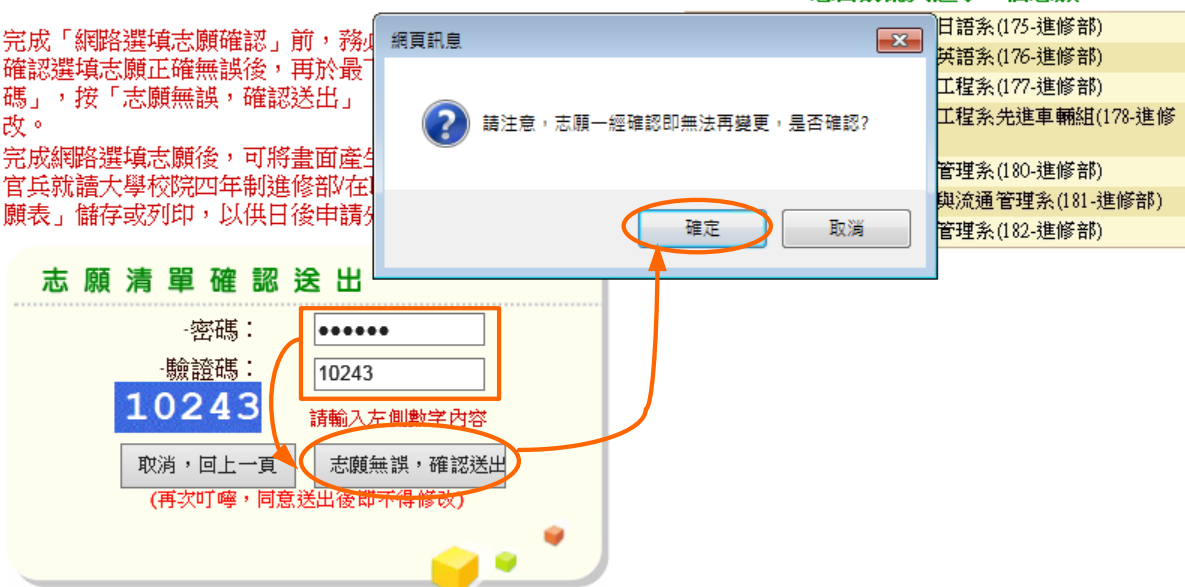 完成「網路選填志願確認」前，務
確認選填志願正確無誤後，再於最
碼」，按「志願無誤，確認送出」
改。
完成網路選填志願後，可將畫面產
官兵就讀大學校院四年制進修部/在
願表」儲存或列印，以供日後申請
網頁訊息
請注意，志願一經確認即無法再變更，是否確認?
確定
取消
日語系(175-進修部)
英語系(176-進修部)
工程系(177-進修部)
工程系先進車輛組(178-進修
管理系(180-進修部)
與流通管理系(181-進修部)
管理系(182-進修部)
志願清單確認送出
-密碼：
●●●●●●
-驗證碼：
10243
10243
請輸入左側數字內容
取消，回上一頁
志願無誤，確認送出
(再次叮嚀，同意送出後即不得修改)